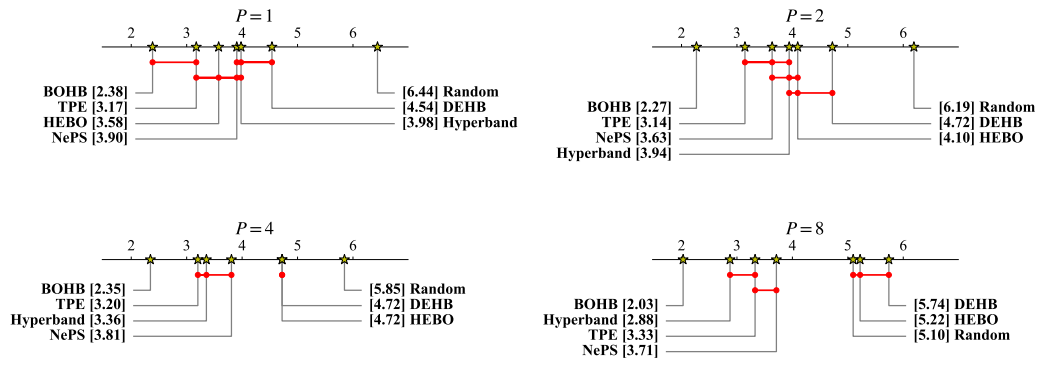 P = 1
2 3 4 5 6
BOHB [2.38]
TPE [3.17]
HEBO [3.58]
NePS [3.90]
[6.44] Random
[4.54] DEHB
[3.98] Hyperband
P = 2
2 3 4 5 6
BOHB [2.27]
TPE [3.14]
NePS [3.63]
Hyperband [3.94]
[6.19] Random
[4.72] DEHB
[4.10] HEBO
P = 4
2 3 4 5 6
BOHB [2.35]
TPE [3.20]
Hyperband [3.36]
NePS [3.81]
[5.85] Random
[4.72] DEHB
[4.72] HEBO
P = 8
2 3 4 5 6
BOHB [2.03]
Hyperband [2.88]
TPE [3.33]
NePS [3.71]
[5.74] DEHB
[5.22] HEBO
[5.10] Random